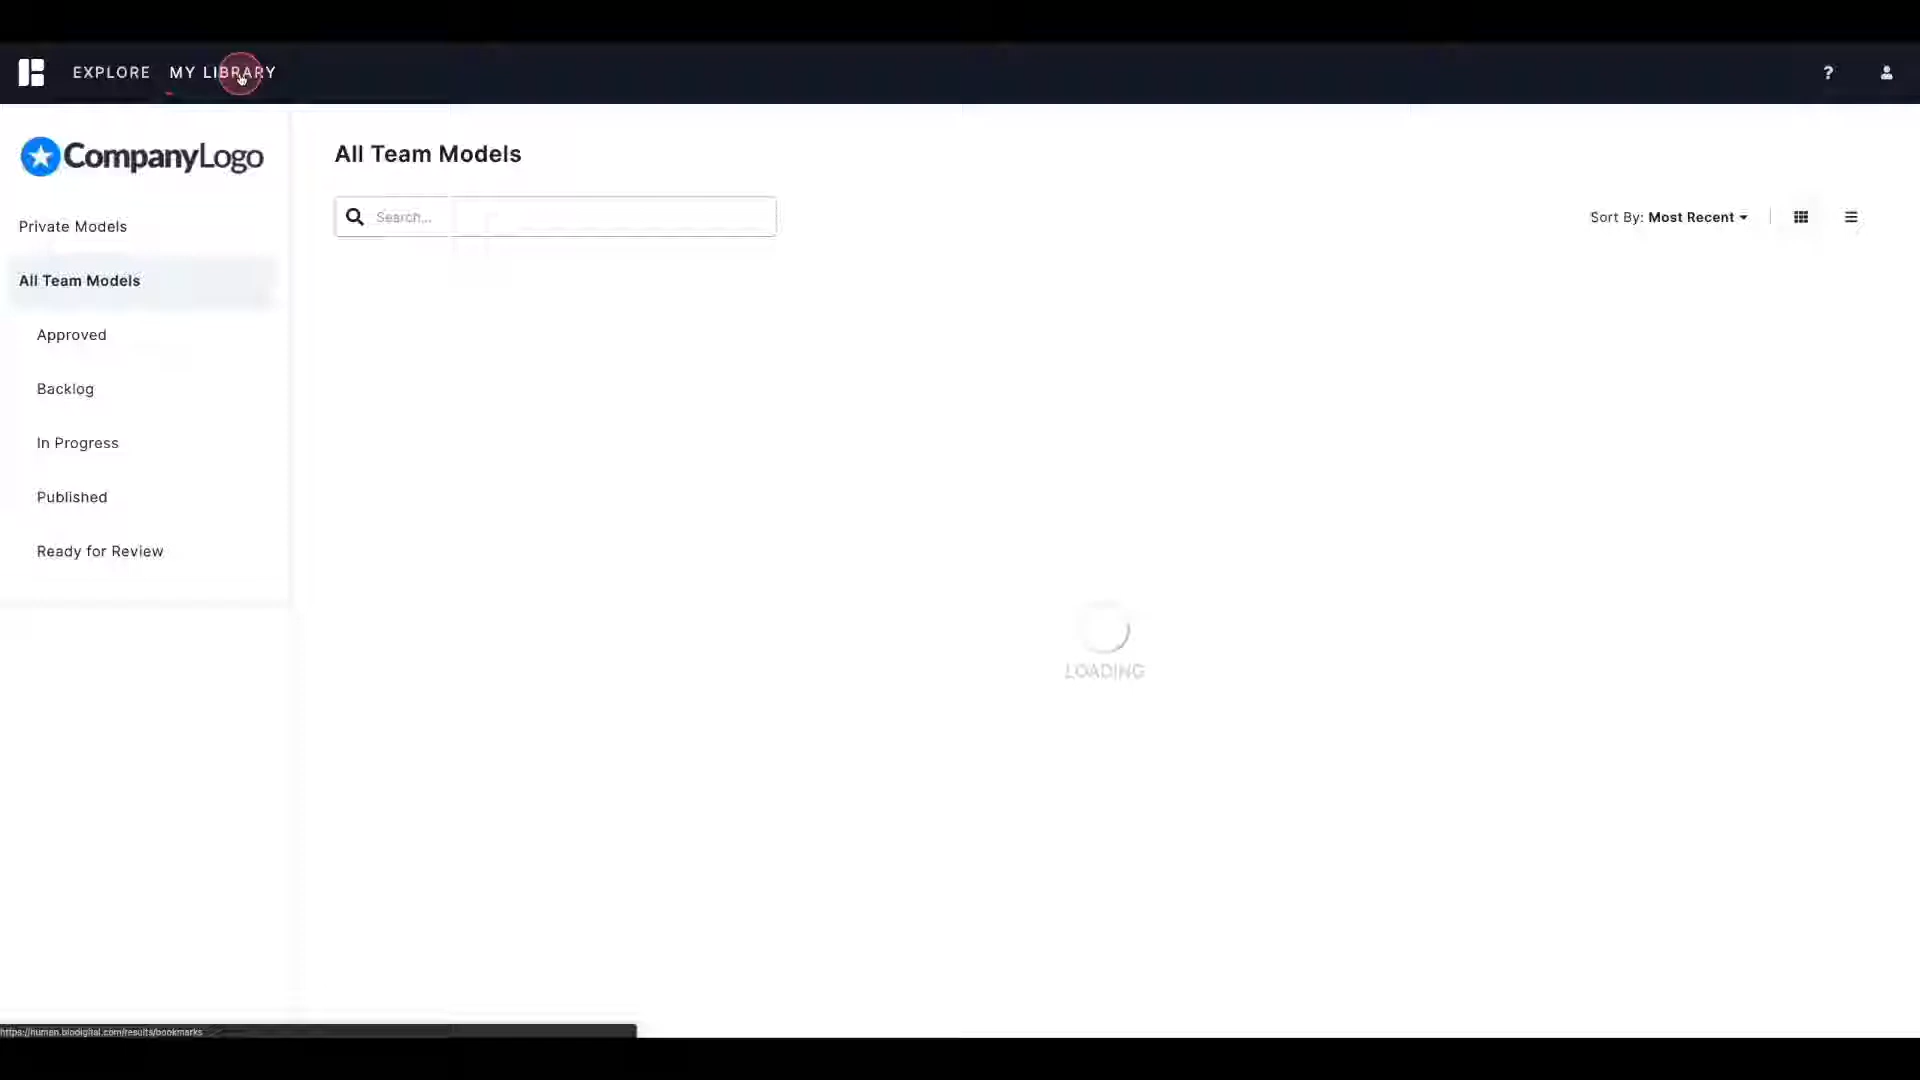 EXPLORE MY LIBRARY ?
CompanyLogo
Private Models
All Team Models
Approved
Backlog
In Progress
Published
Ready for Review
All Team Models
Search...
Sort By: Most Recent
LOADING
https://human.biodigital.com/results/bookmarks